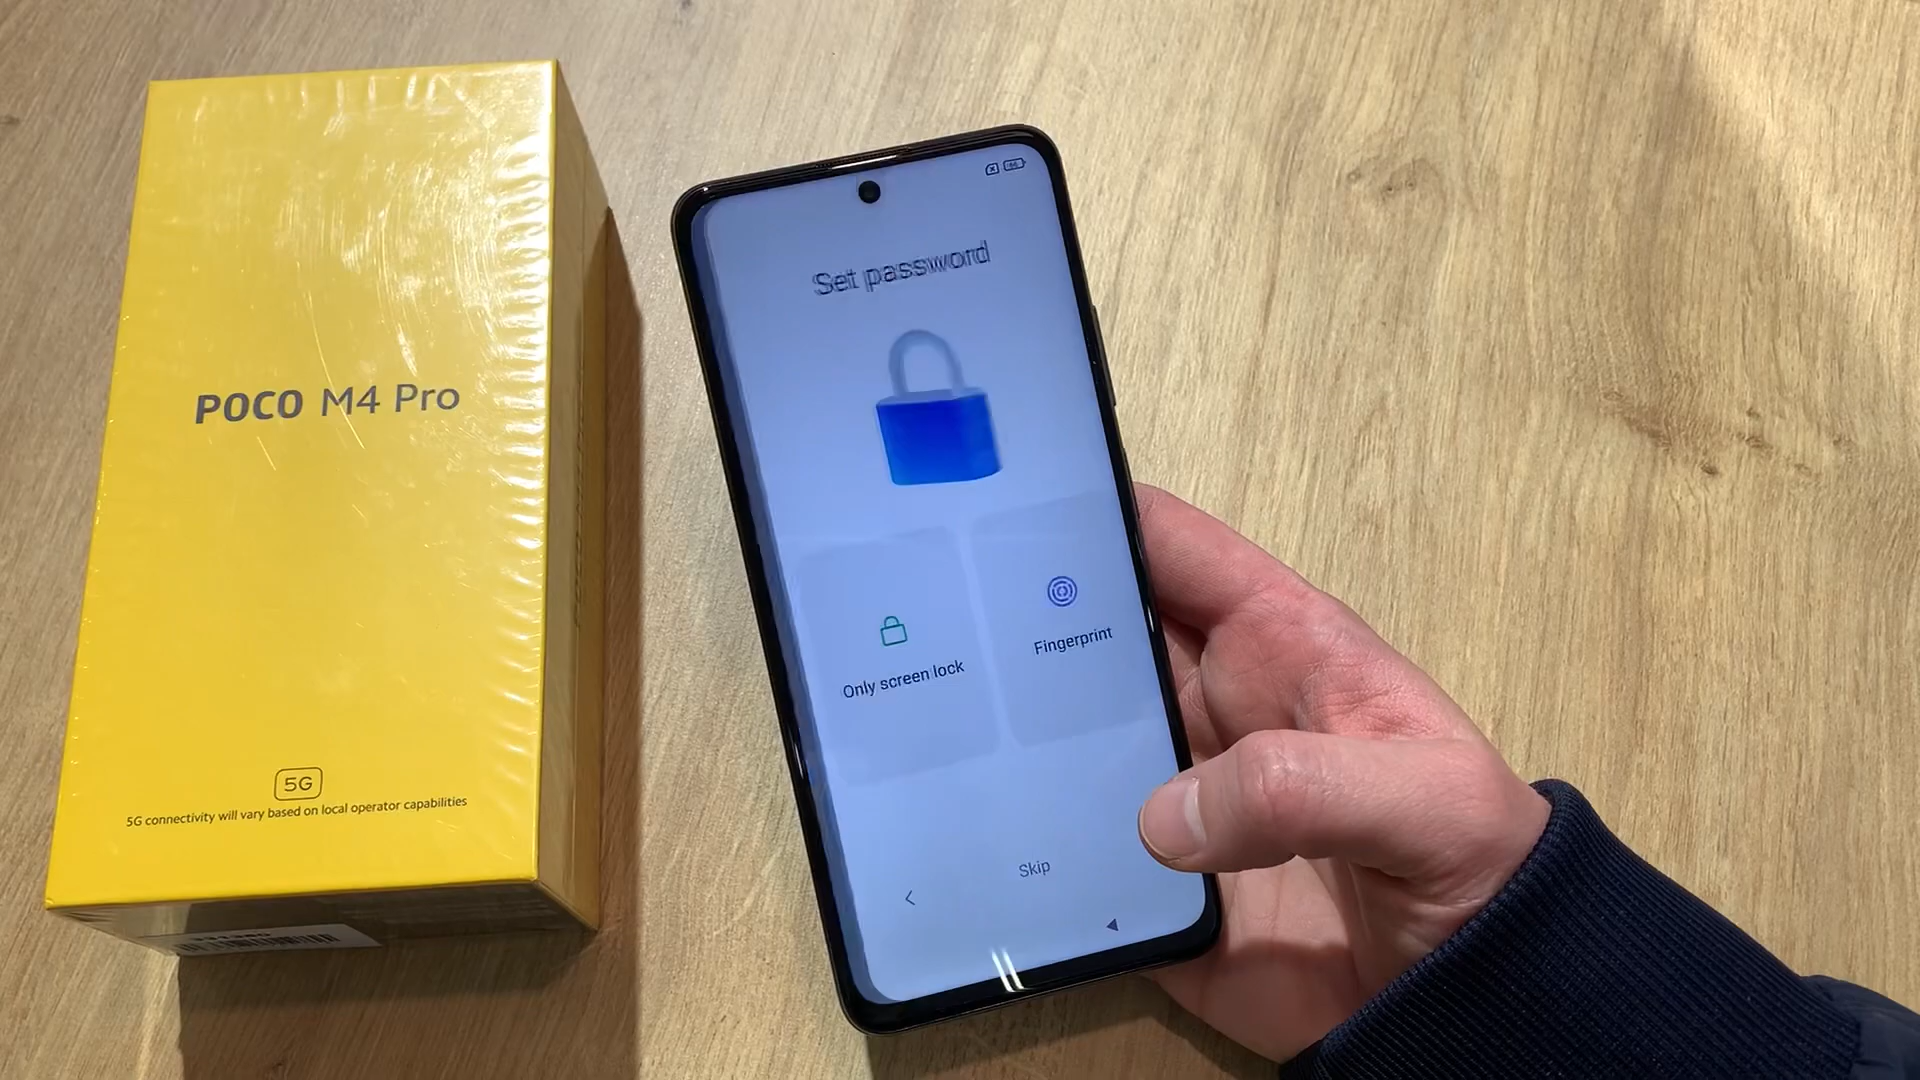 POCO M4 Pro
5G
5G connectivity will vary based on local operator capabilities
Set password
Only screen lock
Fingerprint
Skip